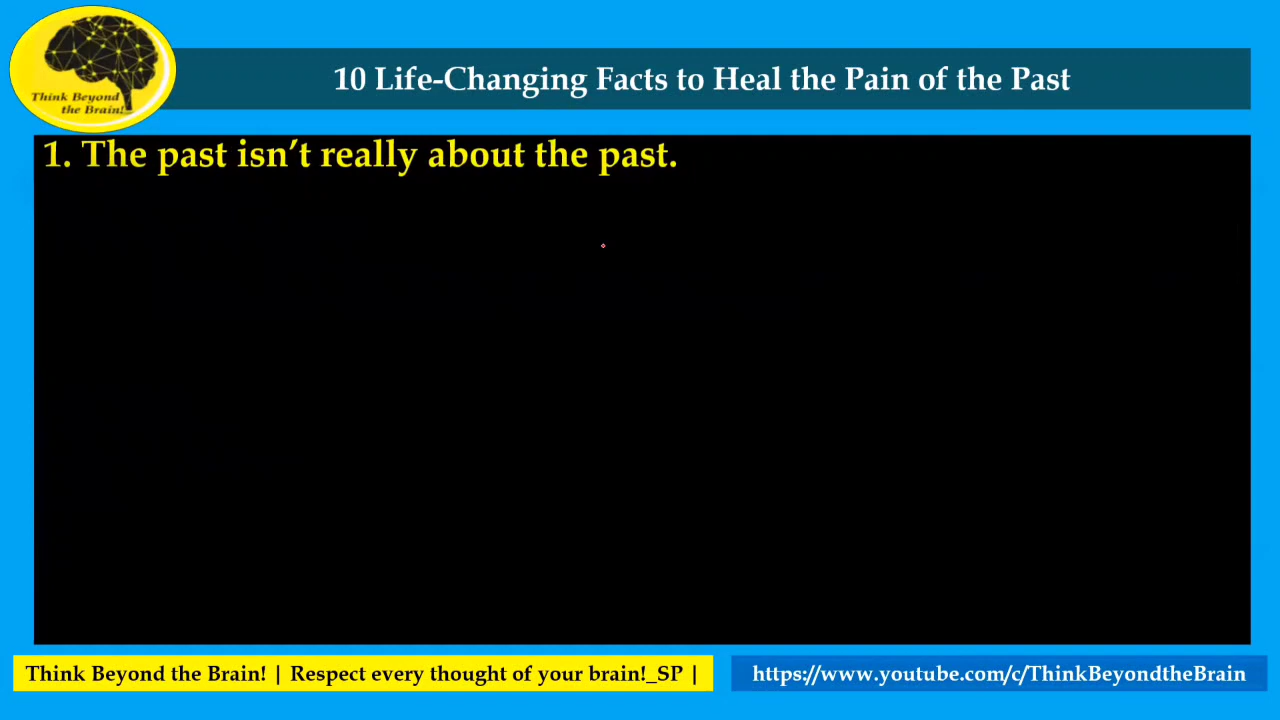 10 Life-Changing Facts to Heal the Pain of the Past
Think Beyond
the Brain!
1. The past isn’t really about the past.
Think Beyond the Brain! | Respect every thought of your brain!_SP |
https://www.youtube.com/c/ThinkBeyondtheBrain